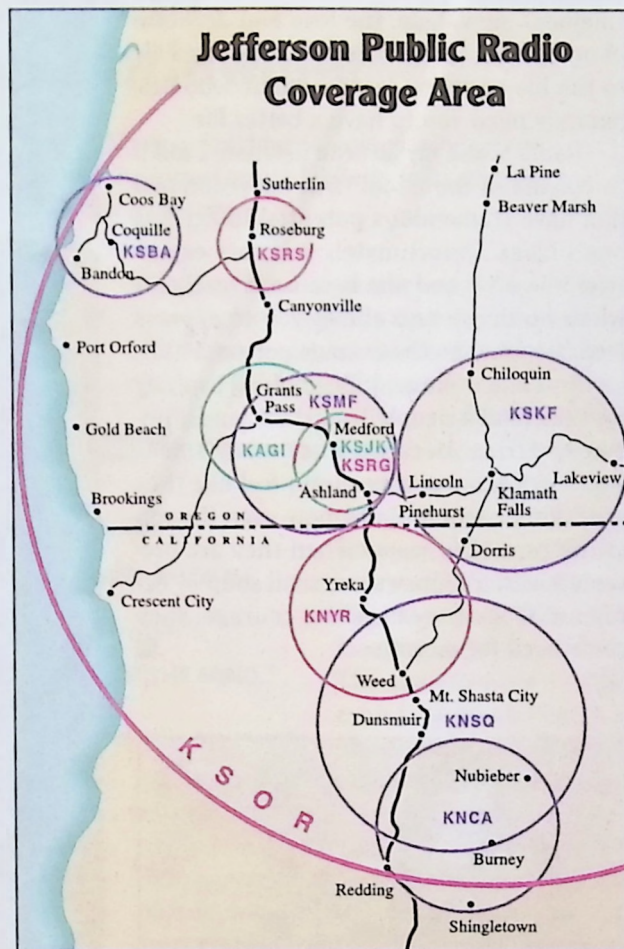 Jefferson Public Radio
Coverage Area
La Pine
Sutherlin
Beaver Marsh
Coos Bay
Coquille
Roseburg
KSBA
KSRS
Bandon
Canyonville
Port Orford
Chiloquin
Grants
Pass
KSMF
KSKF
Gold Beach
Medford
KAGI
KSJK
KSRG
Lakeview
Ashland
Lincoln
Pinehurst
Klamath
Falls
Brookings
OREGON
CALIFORNIA
Dorris
Yreka
Crescent City
KNYR
Weed
Mt. Shasta City
Dunsmuir
KNSQ
KSOR
Nubieber
KNCA
Burney
Redding
Shingletown